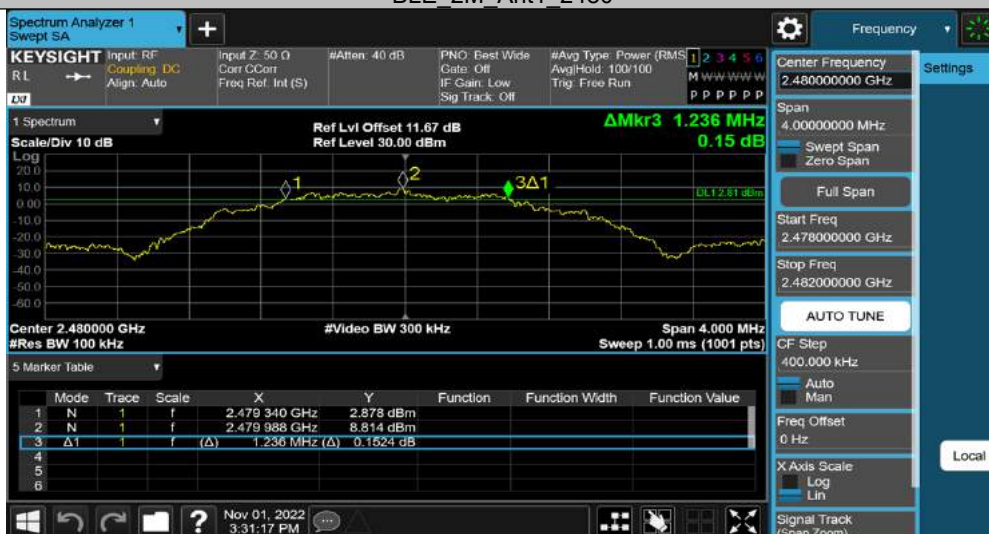 BLE_2M_Ant1_2480
Spectrum Analyzer 1
Swept SA
+
Frequency
KEYSIGHT
RL
LXI
Input: RF
Coupling: DC
Align: Auto
Input Z: 50 Ω
Corr CCorr
Freq Ref: Int (S)
#Atten: 40 dB
PNO: Best Wide
Gate: Off
IF Gain: Low
Sig Track: Off
#Avg Type: Power (RMS
Avg|Hold: 100/100
Trig: Free Run
1 2 3 4 5 6
M W W W W W
P P P P P P
1 Spectrum
Scale/Div 10 dB
Ref Lvl Offset 11.67 dB
Ref Level 30.00 dBm
ΔMkr3 1.236 MHz
0.15 dB
Log
20.0
10.0
0.00
-10.0
-20.0
-30.0
-40.0
-50.0
-60.0
1
2
3Δ1
DL1 2.81 dBm
Center 2.480000 GHz
#Res BW 100 kHz
#Video BW 300 kHz
Span 4.000 MHz
Sweep 1.00 ms (1001 pts)
5 Marker Table
Mode Trace Scale X Y Function Function Width Function Value
1 N 1 f 2.479 340 GHz 2.878 dBm
2 N 1 f 2.479 988 GHz 8.814 dBm
3 Δ1 1 f (Δ) 1.236 MHz (Δ) 0.1524 dB
4
5
6
?
Nov 01, 2022
3:31:17 PM
Center Frequency
2.480000000 GHz
Span
4.00000000 MHz
Swept Span
Zero Span
Full Span
Start Freq
2.478000000 GHz
Stop Freq
2.482000000 GHz
AUTO TUNE
CF Step
400.000 kHz
Auto
Man
Freq Offset
0 Hz
X Axis Scale
Log
Lin
Signal Track
(Span Zoom)
Settings
Local